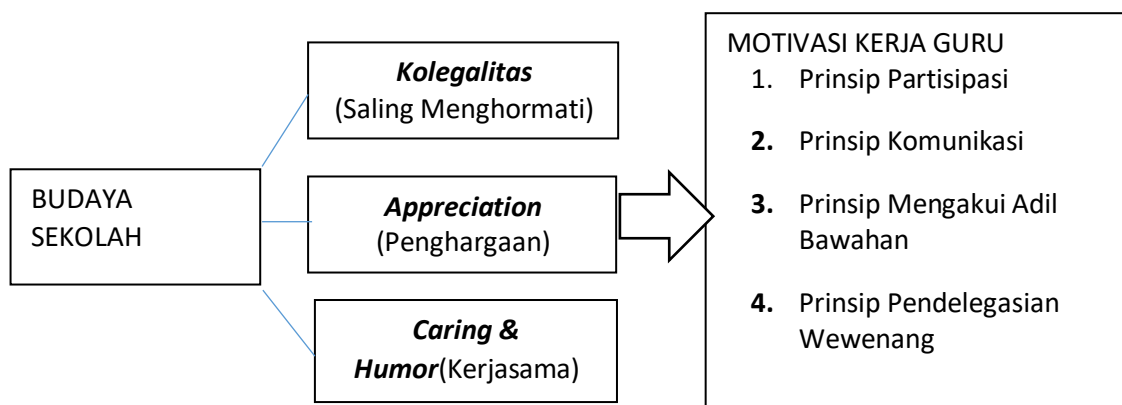 BUDAYA
SEKOLAH
Kolegalitas
(Saling Menghormati)
Appreciation
(Penghargaan)
Caring &
Humor(Kerjasama)
MOTIVASI KERJA GURU
1. Prinsip Partisipasi
2. Prinsip Komunikasi
3. Prinsip Mengakui Adil
Bawahan
4. Prinsip Pendelegasian
Wewenang